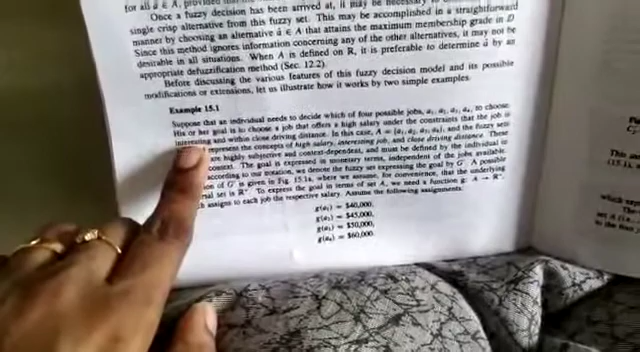 for all a ∈ A, provided that
Once a fuzzy decision has been arrived at, it may be necessary to
single crisp alternative from this fuzzy set. This may be accomplished in a straightforward
manner by choosing an alternative â ∈ A that attains the maximum membership grade in D
Since this method ignores information concerning any of the other alternatives, it may not be
desirable in all situations. When A is defined on R, it is preferable to determine â by an
appropriate defuzzification method (Sec. 12.2).
Before discussing the various features of this fuzzy decision model and its possible
modifications or extensions, let us illustrate how it works by two simple examples.
Example 15.1
Suppose that an individual needs to decide which of four possible jobs, a₁, a₂, a₃, a₄, to choose
His or her goal is to choose a job that offers a high salary under the constraints that the job is
interesting and within close driving distance. In this case, A = {a₁, a₂, a₃, a₄}, and the fuzzy sets
represent the concepts of high salary, interesting job, and close driving distance. These
are highly subjective and context-dependent, and must be defined by the individual in
context. The goal is expressed in monetary terms, independent of the jobs available.
according to our notation, we denote the fuzzy set expressing the goal by G'. A possible
of G' is given in Fig. 15.1a, where we assume, for convenience, that the underlying
set is R⁺. To express the goal in terms of set A, we need a function g: A → R⁺,
assigns to each job the respective salary. Assume the following assignments:
g(a₁) = $40,000,
g(a₂) = $45,000,
g(a₃) = $50,000,
g(a₄) = $60,000.
This
(15.1),
which
set
to the four